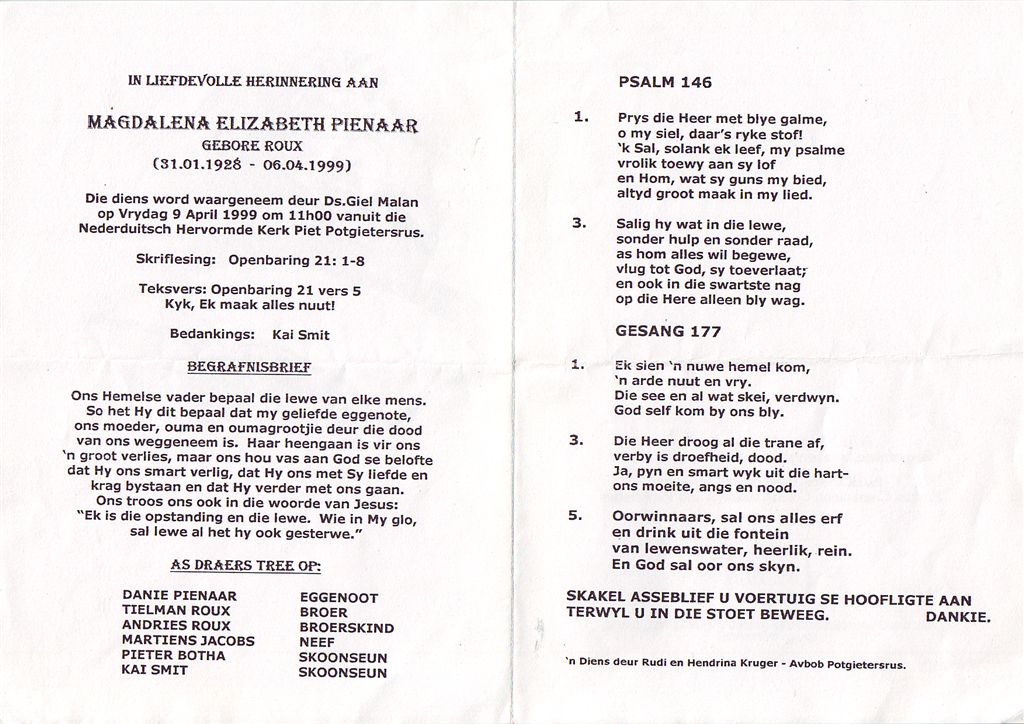 IN LIEFDEVOLLE HERINNERING AAN
MAGDALENA ELIZABETH PIENAAR
GEBORE ROUX
(31.01.1928 - 06.04.1999)
Die diens word waargeneem deur Ds.Giel Malan
op Vrydag 9 April 1999 om 11h00 vanuit die
Nederduitsch Hervormde Kerk Piet Potgietersrus.
Skriflesing: Openbaring 21: 1-8
Teksvers: Openbaring 21 vers 5
Kyk, Ek maak alles nuut!
Bedankings: Kai Smit
BEGRAFNISBRIEF
Ons Hemelse vader bepaal die lewe van elke mens.
So het Hy dit bepaal dat my geliefde eggenote,
ons moeder, ouma en oumagrootjie deur die dood
van ons weggeneem is. Haar heengaan is vir ons
'n groot verlies, maar ons hou vas aan God se belofte
dat Hy ons smart verlig, dat Hy ons met Sy liefde en
krag bystaan en dat Hy verder met ons gaan.
Ons troos ons ook in die woorde van Jesus:
"Ek is die opstanding en die lewe. Wie in My glo,
sal lewe al het hy ook gesterwe."
AS DRAERS TREE OP:
DANIE PIENAAR EGGENOOT
TIELMAN ROUX BROER
ANDRIES ROUX BROERSKIND
MARTIENS JACOBS NEEF
PIETER BOTHA SKOONSEUN
KAI SMIT SKOONSEUN
PSALM 146
1. Prys die Heer met blye galme,
o my siel, daar's ryke stof!
'k Sal, solank ek leef, my psalme
vrolik toewy aan sy lof
en Hom, wat sy guns my bied,
altyd groot maak in my lied.
3. Salig hy wat in die lewe,
sonder hulp en sonder raad,
as hom alles wil begewe,
vlug tot God, sy toeverlaat;
en ook in die swartste nag
op die Here alleen bly wag.
GESANG 177
1. Ek sien 'n nuwe hemel kom,
'n arde nuut en vry.
Die see en al wat skei, verdwyn.
God self kom by ons bly.
3. Die Heer droog al die trane af,
verby is droefheid, dood.
Ja, pyn en smart wyk uit die hart-
ons moeite, angs en nood.
5. Oorwinnaars, sal ons alles erf
en drink uit die fontein
van lewenswater, heerlik, rein.
En God sal oor ons skyn.
SKAKEL ASSEBLIEF U VOERTUIG SE HOOFLIGTE AAN
TERWYL U IN DIE STOET BEWEEG. DANKIE.
'n Diens deur Rudi en Hendrina Kruger - Avbob Potgietersrus.